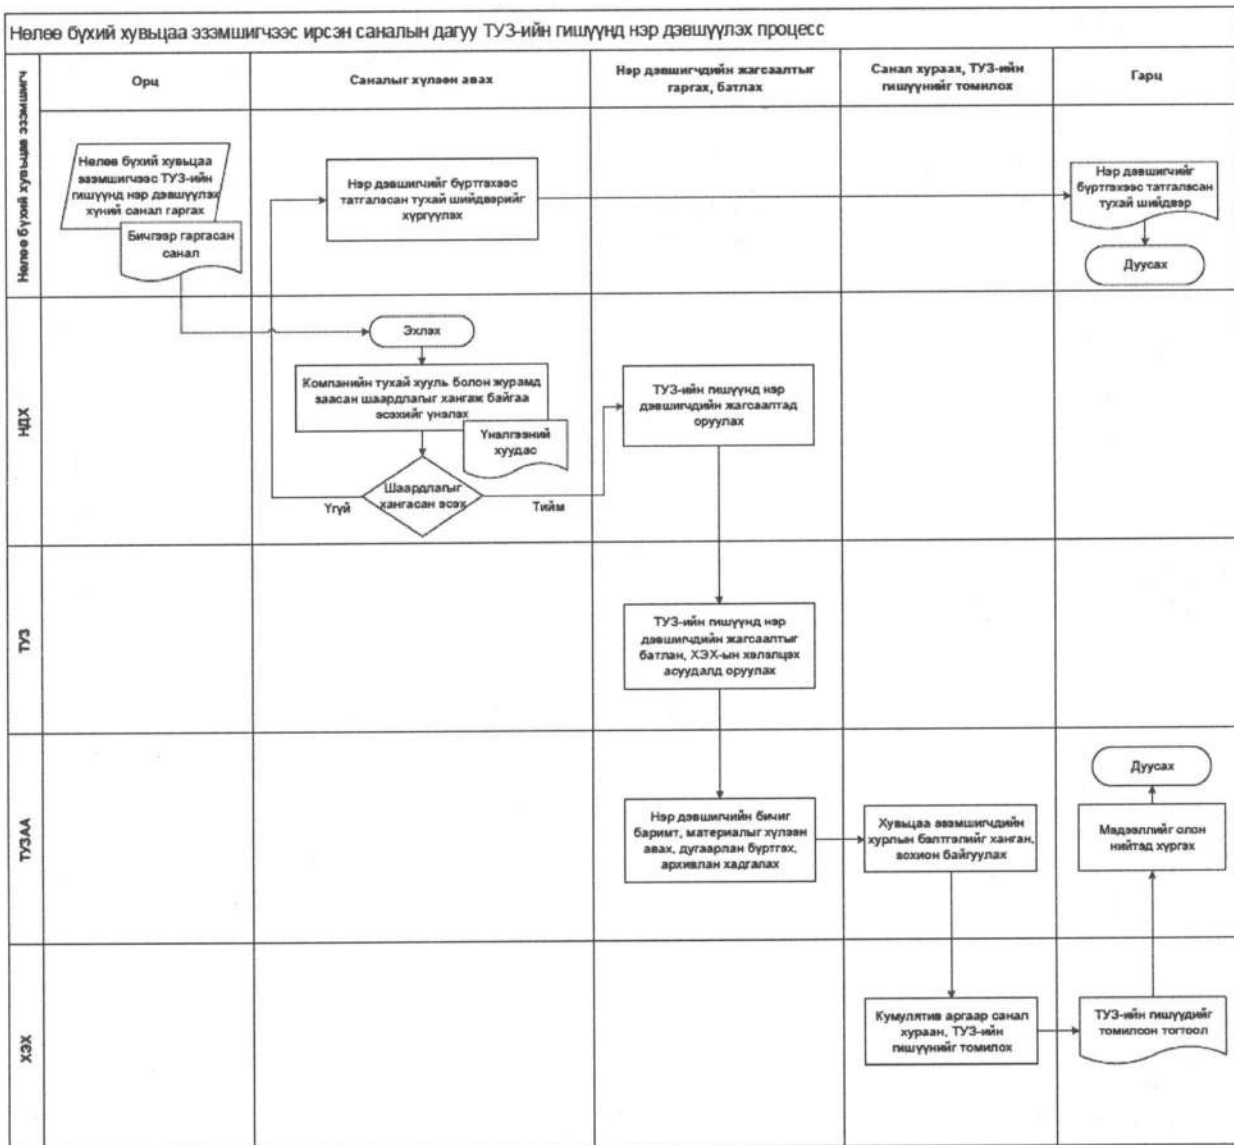 Нөлөө бүхий хувьцаа эзэмшигчээс ирсэн саналын дагуу ТУЗ-ийн гишүүнд нэр дэвшүүлэх процесс
Орц
Саналыг хүлээн авах
Нэр дэвшигчдийн жагсаалтыг
гаргах, батлах
Санал хураах, ТУЗ-ийн
гишүүнийг томилох
Гарц
Нөлөө бүхий хувьцаа эзэмшигч
Нөлөө бүхий хувьцаа
эзэмшигчээс ТУЗ-ийн
гишүүнд нэр дэвшүүлэх
хүний санал гаргах
Бичгээр гаргасан
санал
Нэр дэвшигчийг бүртгэхээс
татгалзсан тухай шийдвэрийг
хүргүүлэх
Нэр дэвшигчийг
бүртгэхээс татгалзсан
тухай шийдвэр
Дуусах
НДХ
Эхлэх
Компанийн тухай хууль болон журамд
заасан шаардлагыг хангаж байгаа
эсэхийг үнэлэх
Үнэлгээний
хуудас
Шаардлагыг
хангасан эсэх
Үгүй
Тийм
ТУЗ-ийн гишүүнд нэр
дэвшигчдийн жагсаалтад
оруулах
ТУЗ
ТУЗ-ийн гишүүнд нэр
дэвшигчдийн жагсаалтыг
батлан, ХЭХ-ын хэлэлцэх
асуудалд оруулах
ТУЗАА
Нэр дэвшигчийн бичиг
баримт, материалыг хүлээн
авах, дугаарлан бүртгэх,
архивлан хадгалах
Хувьцаа эзэмшигчдийн
хурлын бэлтгэлийг ханган,
зохион байгуулах
Дуусах
Мэдээллийг олон
нийтэд хүргэх
ХЭХ
Кумулятив аргаар санал
хураан, ТУЗ-ийн
гишүүнийг томилох
ТУЗ-ийн гишүүдийг
томилсон тогтоол